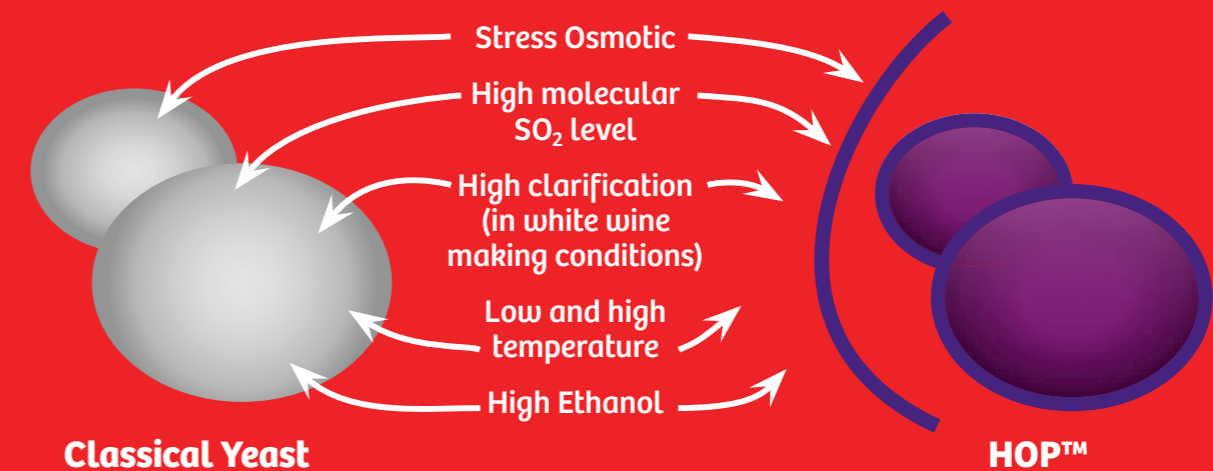 Stress Osmotic
High molecular
SO₂ level
High clarification
(in white wine
making conditions)
Low and high
temperature
High Ethanol
Classical Yeast
HOP™